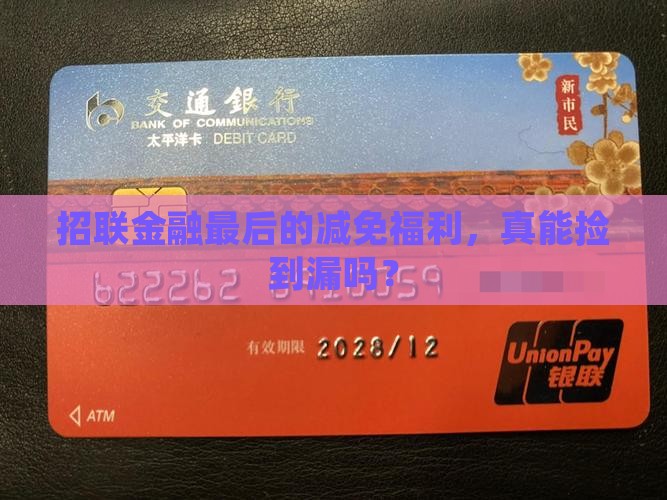 交通銀行
BANK OF COMMUNICATIONS
太平洋卡 DEBIT CARD
新市民
招联金融最后的减免福利，真能捡
到漏吗？
有效期限 2028/12
UnionPay
银联
ATM